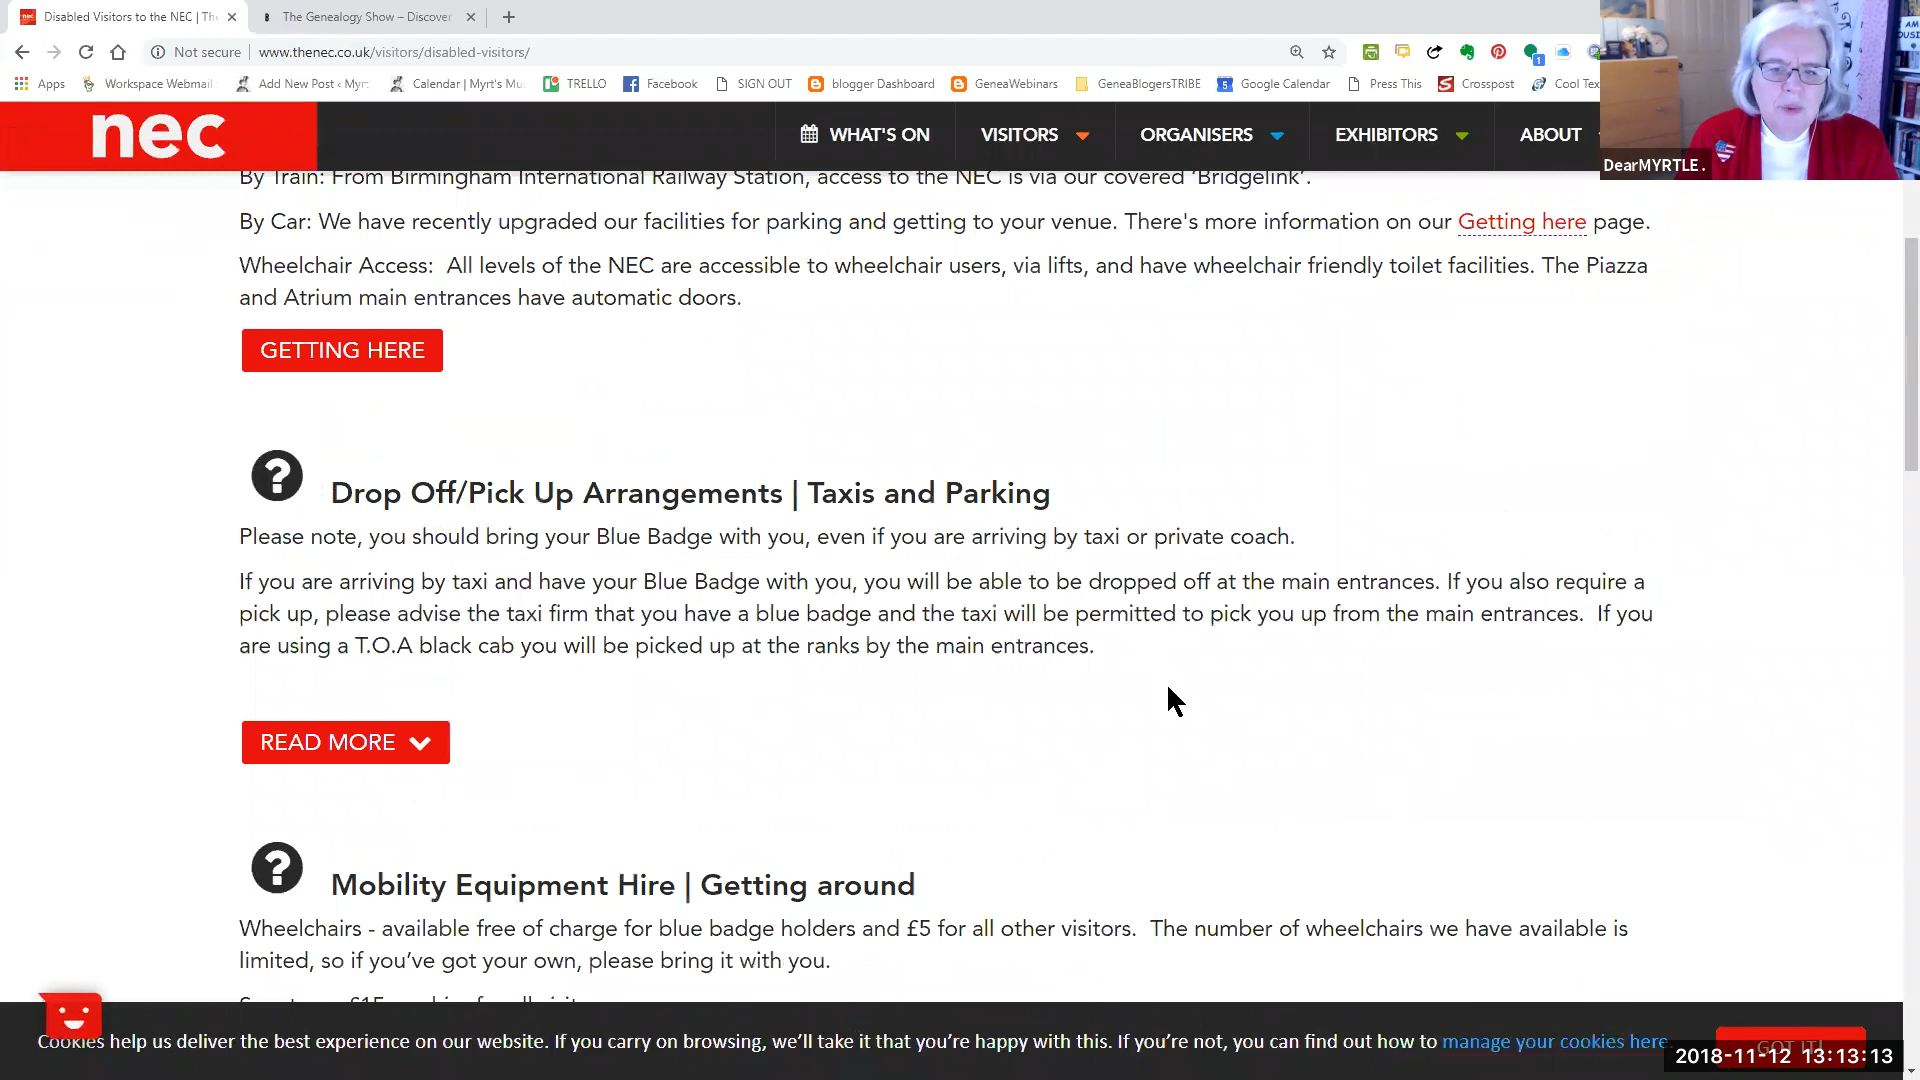 Disabled Visitors to the NEC | The
The Genealogy Show – Discover
Not secure
www.thenec.co.uk/visitors/disabled-visitors/
Apps
Workspace Webmail
Add New Post ‹ Myrt
Calendar | Myrt's Mu
TRELLO
Facebook
SIGN OUT
blogger Dashboard
GeneaWebinars
GeneaBlogersTRIBE
5
Google Calendar
Press This
Crosspost
Cool Tex
1
nec
WHAT'S ON
VISITORS
ORGANISERS
EXHIBITORS
ABOUT
I AM
DearMYRTLE .
By Train: From Birmingham International Railway Station, access to the NEC is via our covered 'Bridgelink'.
By Car: We have recently upgraded our facilities for parking and getting to your venue. There's more information on our Getting here page.
Wheelchair Access: All levels of the NEC are accessible to wheelchair users, via lifts, and have wheelchair friendly toilet facilities. The Piazza
and Atrium main entrances have automatic doors.
GETTING HERE
Drop Off/Pick Up Arrangements | Taxis and Parking
Please note, you should bring your Blue Badge with you, even if you are arriving by taxi or private coach.
If you are arriving by taxi and have your Blue Badge with you, you will be able to be dropped off at the main entrances. If you also require a
pick up, please advise the taxi firm that you have a blue badge and the taxi will be permitted to pick you up from the main entrances. If you
are using a T.O.A black cab you will be picked up at the ranks by the main entrances.
READ MORE
Mobility Equipment Hire | Getting around
Wheelchairs - available free of charge for blue badge holders and £5 for all other visitors. The number of wheelchairs we have available is
limited, so if you've got your own, please bring it with you.
Cookies help us deliver the best experience on our website. If you carry on browsing, we'll take it that you're happy with this. If you're not, you can find out how to manage your cookies here.
GOT IT!
2018-11-12 13:13:13